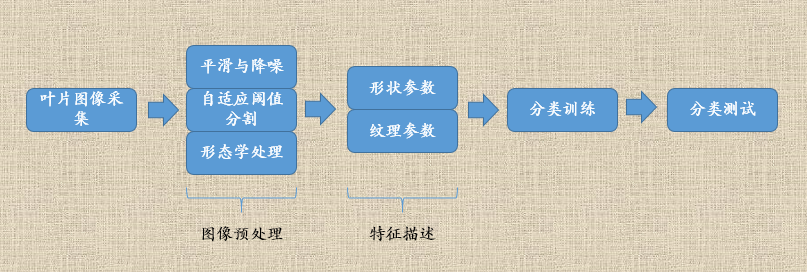 叶片图像采
集
平滑与降噪
自适应阈值
分割
形态学处理
图像预处理
形状参数
纹理参数
特征描述
分类训练
分类测试